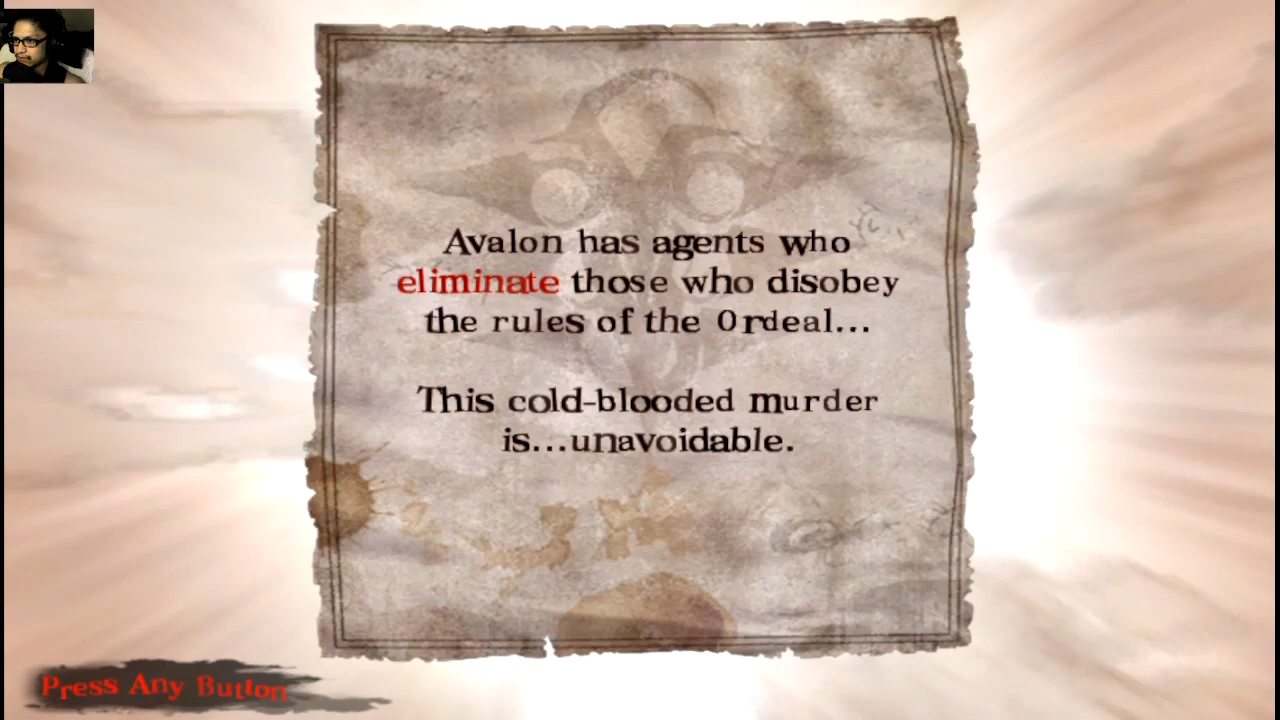 Avalon has agents who
eliminate those who disobey
the rules of the Ordeal...
This cold-blooded murder
is...unavoidable.
Press Any Button